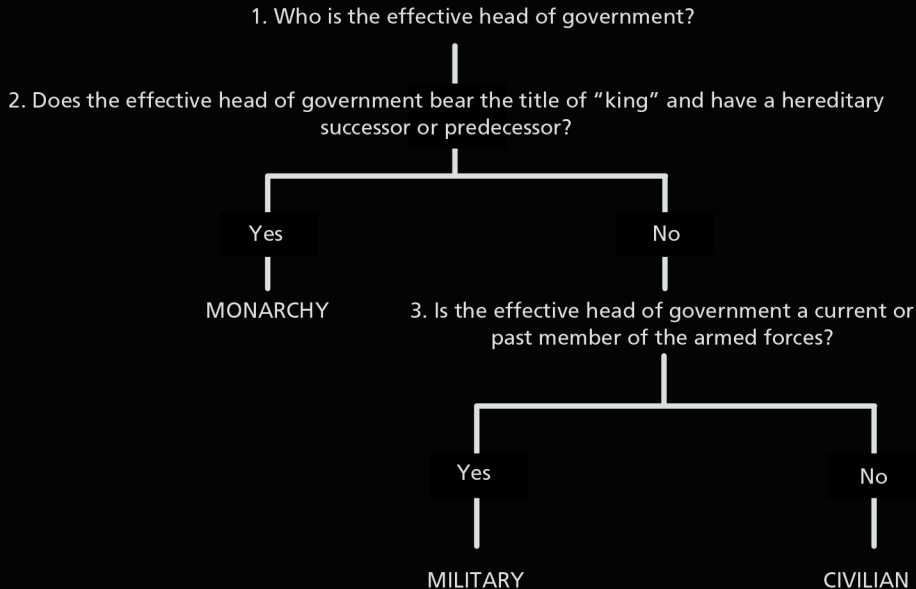 1. Who is the effective head of government?
2. Does the effective head of government bear the title of “king” and have a hereditary
successor or predecessor?
Yes
No
MONARCHY
3. Is the effective head of government a current or
past member of the armed forces?
Yes
No
MILITARY
CIVILIAN